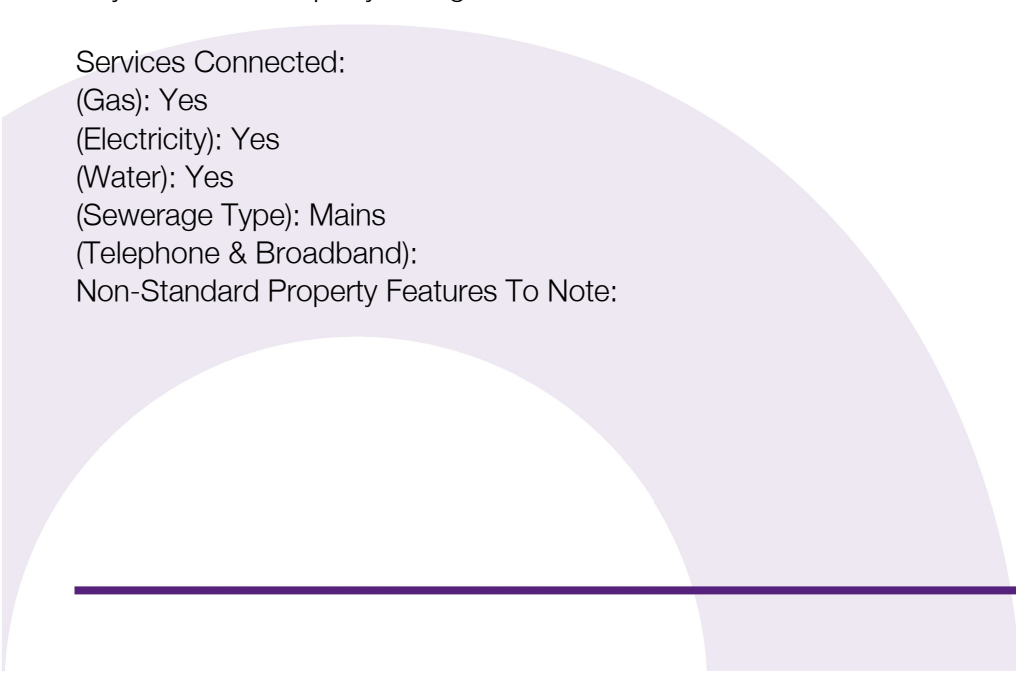 Services Connected:
(Gas): Yes
(Electricity): Yes
(Water): Yes
(Sewerage Type): Mains
(Telephone & Broadband):
Non-Standard Property Features To Note: